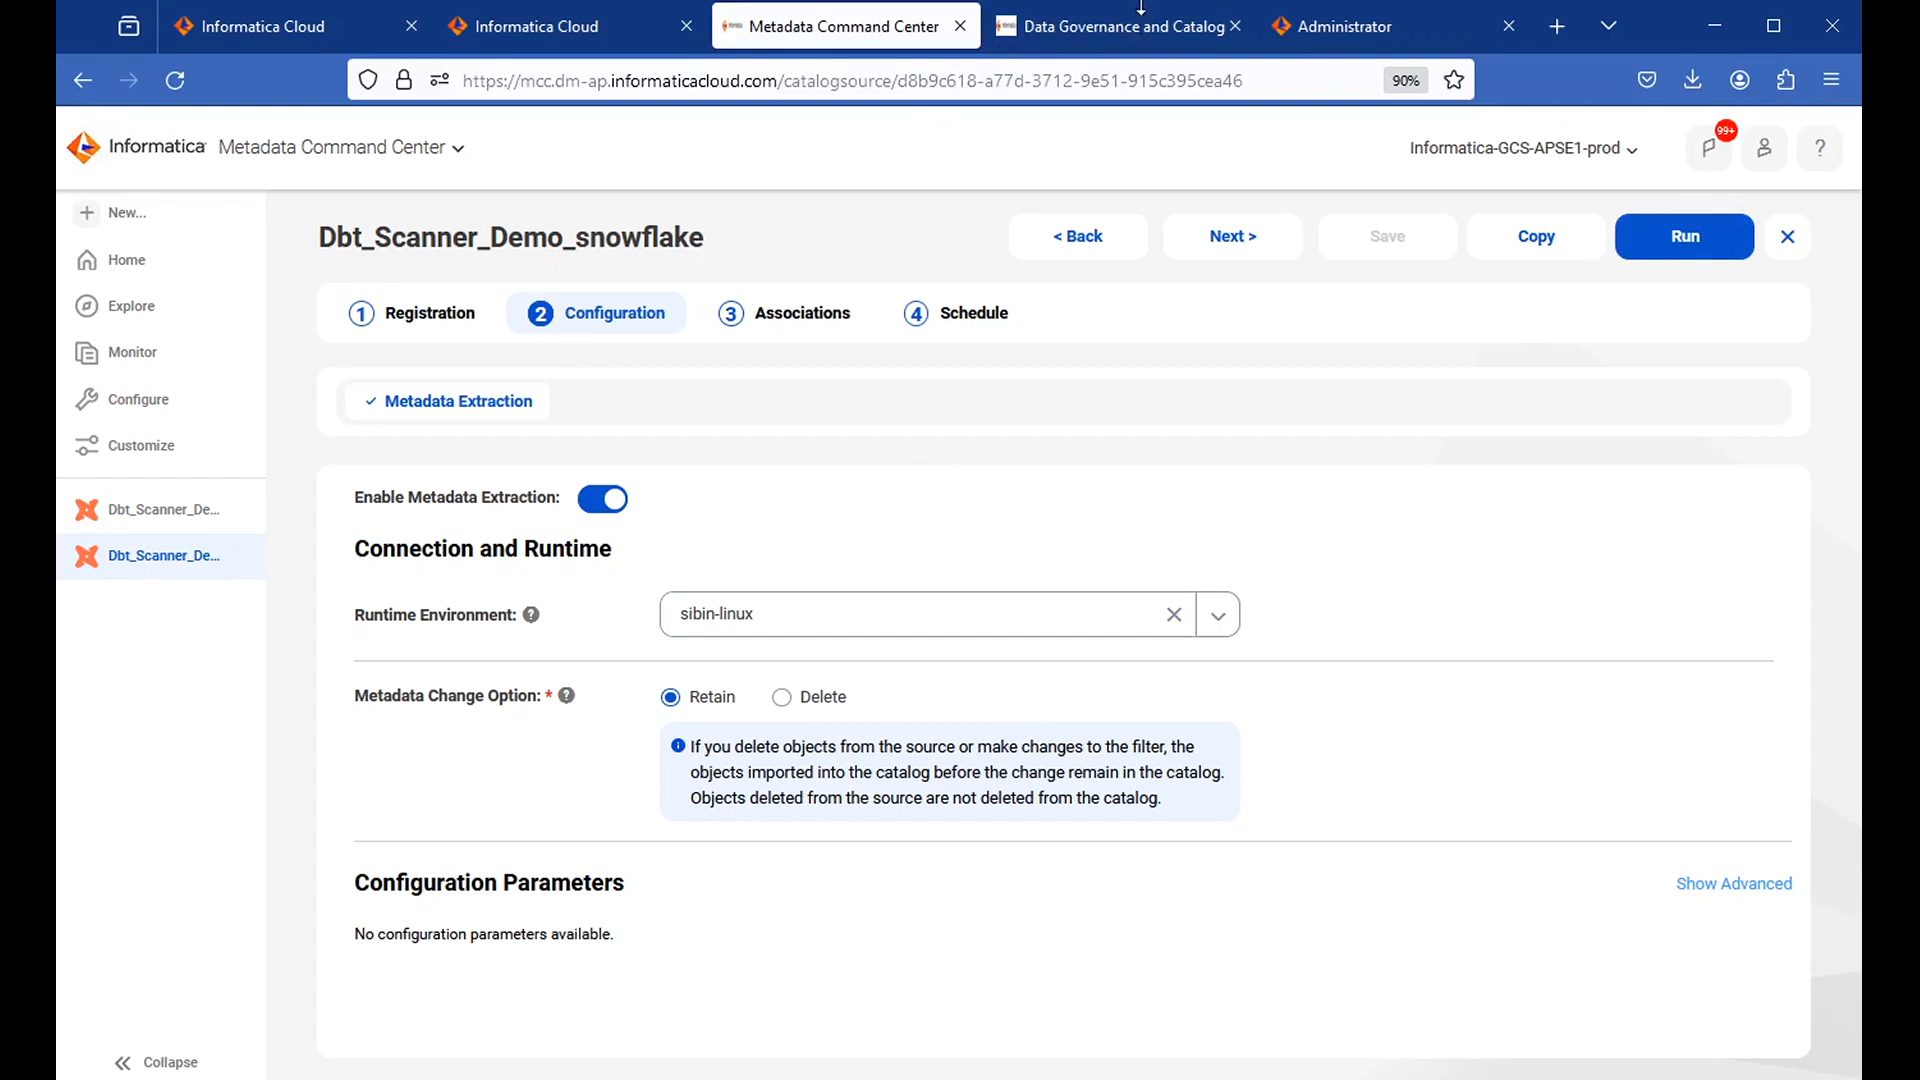 Informatica Cloud
Informatica Cloud
Metadata Command Center
Data Governance and Catalog
Administrator
https://mcc.dm-ap.informaticacloud.com/catalogsource/d8b9c618-a77d-3712-9e51-915c395cea46
90%
Informatica
Metadata Command Center
Informatica-GCS-APSE1-prod
99+
?
New...
Home
Explore
Monitor
Configure
Customize
Dbt_Scanner_De...
Dbt_Scanner_De...
Collapse
Dbt_Scanner_Demo_snowflake
< Back
Next >
Save
Copy
Run
1 Registration
2 Configuration
3 Associations
4 Schedule
Metadata Extraction
Enable Metadata Extraction:
Connection and Runtime
Runtime Environment: ?
sibin-linux
Metadata Change Option: * ?
Retain
Delete
If you delete objects from the source or make changes to the filter, the
objects imported into the catalog before the change remain in the catalog.
Objects deleted from the source are not deleted from the catalog.
Configuration Parameters
Show Advanced
No configuration parameters available.